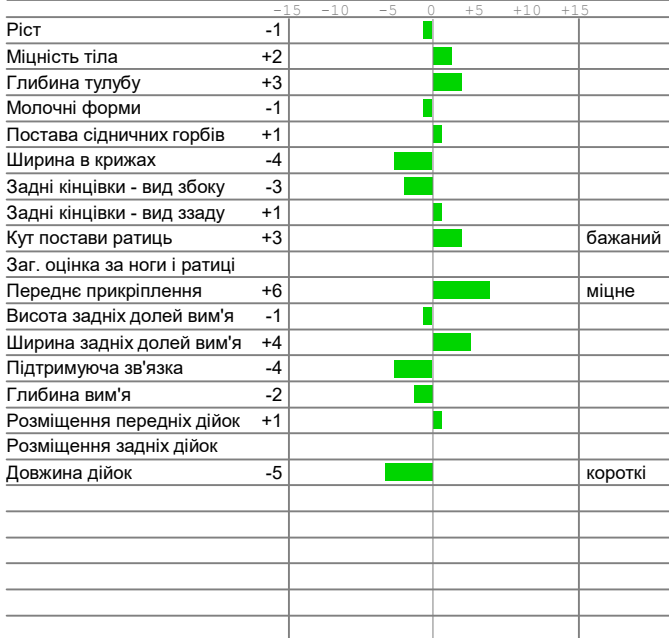 -15 -10 -5 0 +5 +10 +15
Ріст -1
Міцність тіла +2
Глибина тулубу +3
Молочні форми -1
Постава сідничних горбів +1
Ширина в крижах -4
Задні кінцівки - вид збоку -3
Задні кінцівки - вид ззаду +1
Кут постави ратиць +3 бажаний
Заг. оцінка за ноги і ратиці
Переднє прикріплення +6 міцне
Висота задніх долей вим'я -1
Ширина задніх долей вим'я +4
Підтримуюча зв'язка -4
Глибина вим'я -2
Розміщення передніх дійок +1
Розміщення задніх дійок
Довжина дійок -5 короткі